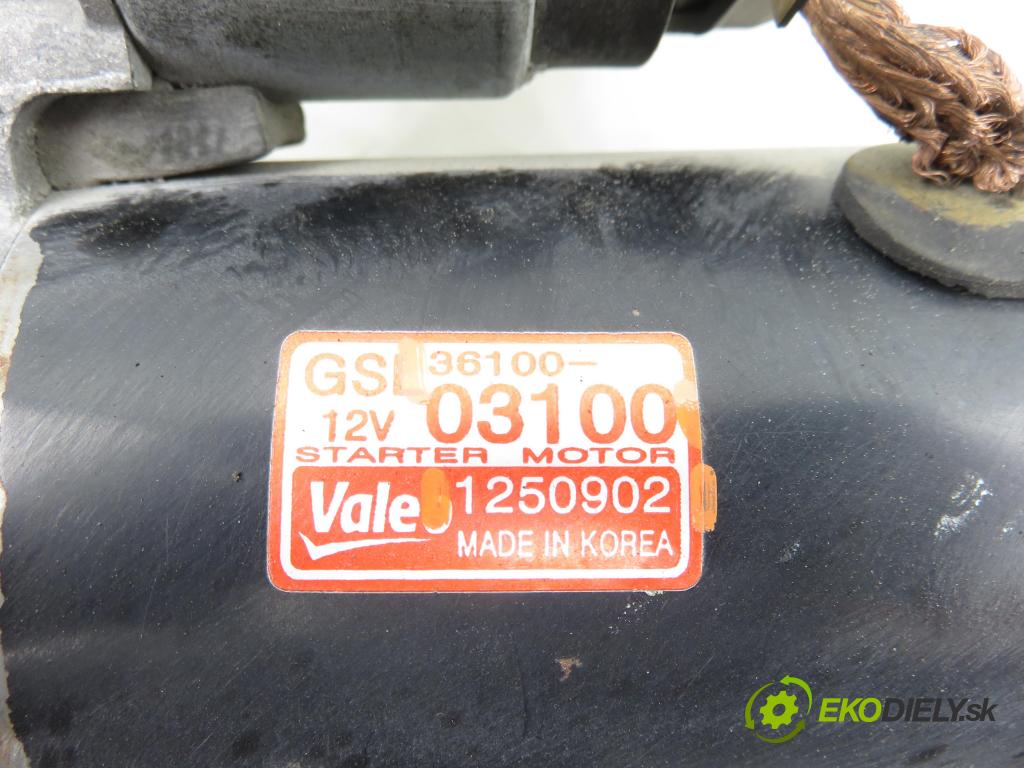 GSL 36100-
12V 03100
STARTER MOTOR
Valeo 1250902
MADE IN KOREA
EKODIELY.sk